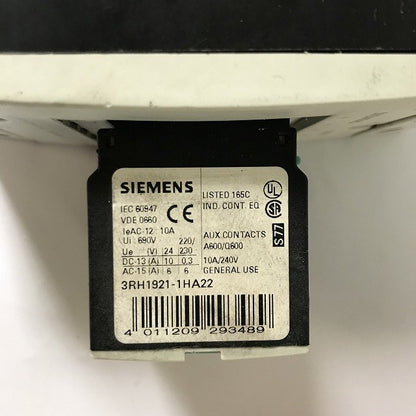 SIEMENS
IEC 60947
VDE 0660
CE
IeAC-12 : 10A
Ui : 690V 220/
Ue (V) 24 230
DC-13 (A) 10 0,3
AC-15 (A) 6 6
3RH1921-1HA22
LISTED 165C
IND. CONT. EQ
UL
AUX.CONTACTS
A600/Q600
10A/240V
GENERAL USE
S77
4 011209 293489